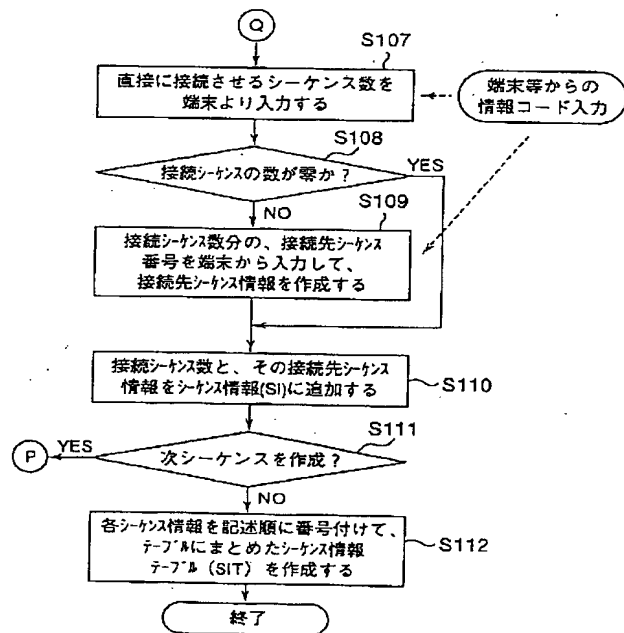 Q
S107
直接に接続させるシーケンス数を
端末より入力する
端末等からの
情報コード入力
S108
接続ｼｰｹﾝｽの数が零か？
YES
NO
S109
接続ｼｰｹﾝｽ数分の、接続先ｼｰｹﾝｽ
番号を端末から入力して、
接続先ｼｰｹﾝｽ情報を作成する
接続ｼｰｹﾝｽ数と、その接続先ｼｰｹﾝｽ
情報をｼｰｹﾝｽ情報(SI)に追加する
S110
S111
P
YES
次シーケンスを作成？
NO
各ｼｰｹﾝｽ情報を記述順に番号付けて、
ﾃｰﾌﾞﾙにまとめたｼｰｹﾝｽ情報
ﾃｰﾌﾞﾙ（SIT）を作成する
S112
終了